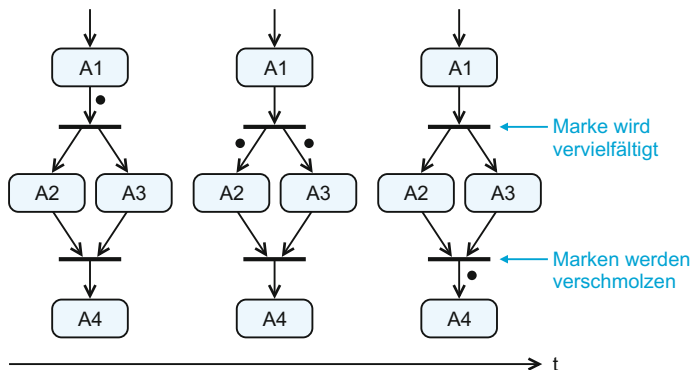 A1
A1
A1
Marke wird
vervielfältigt
A2
A3
A2
A3
A2
A3
Marken werden
verschmolzen
A4
A4
A4
t